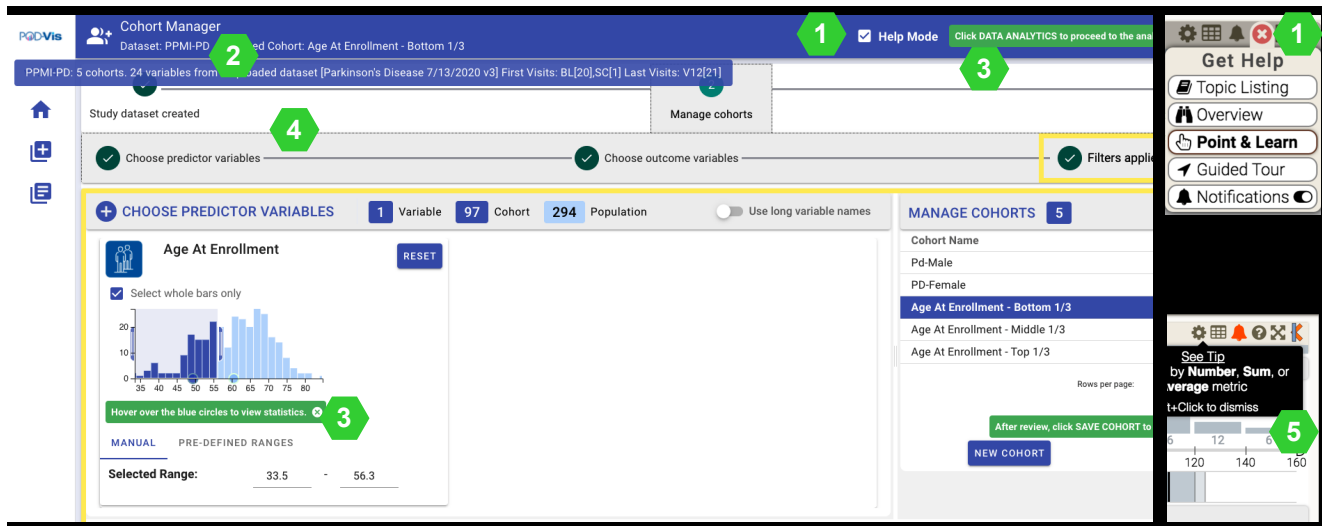 PODVis
Cohort Manager
Dataset: PPMI-PD ed Cohort: Age At Enrollment - Bottom 1/3
2
1
Help Mode
Click DATA ANALYTICS to proceed to the anal
3
PPMI-PD: 5 cohorts. 24 variables from uploaded dataset [Parkinson's Disease 7/13/2020 v3] First Visits: BL[20],SC[1] Last Visits: V12[21]
2
Study dataset created
Manage cohorts
4
Choose predictor variables
Choose outcome variables
Filters applie
CHOOSE PREDICTOR VARIABLES
1 Variable
97 Cohort
294 Population
Use long variable names
Age At Enrollment
RESET
Select whole bars only
20
10
0
35 40 45 50 55 60 65 70 75 80
Hover over the blue circles to view statistics.
3
MANUAL
PRE-DEFINED RANGES
Selected Range:
33.5 - 56.3
MANAGE COHORTS 5
Cohort Name
Pd-Male
PD-Female
Age At Enrollment - Bottom 1/3
Age At Enrollment - Middle 1/3
Age At Enrollment - Top 1/3
Rows per page:
After review, click SAVE COHORT to
NEW COHORT
1
Get Help
Topic Listing
Overview
Point & Learn
Guided Tour
Notifications
See Tip
by Number, Sum, or
verage metric
t+Click to dismiss
5
6 12 6
120 140 160